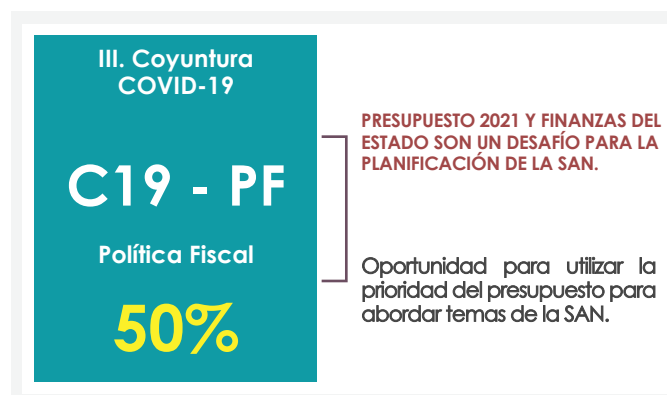 III. Coyuntura
COVID-19
C19 - PF
Política Fiscal
50%
PRESUPUESTO 2021 Y FINANZAS DEL
ESTADO SON UN DESAFÍO PARA LA
PLANIFICACIÓN DE LA SAN.
Oportunidad para utilizar la
prioridad del presupuesto para
abordar temas de la SAN.